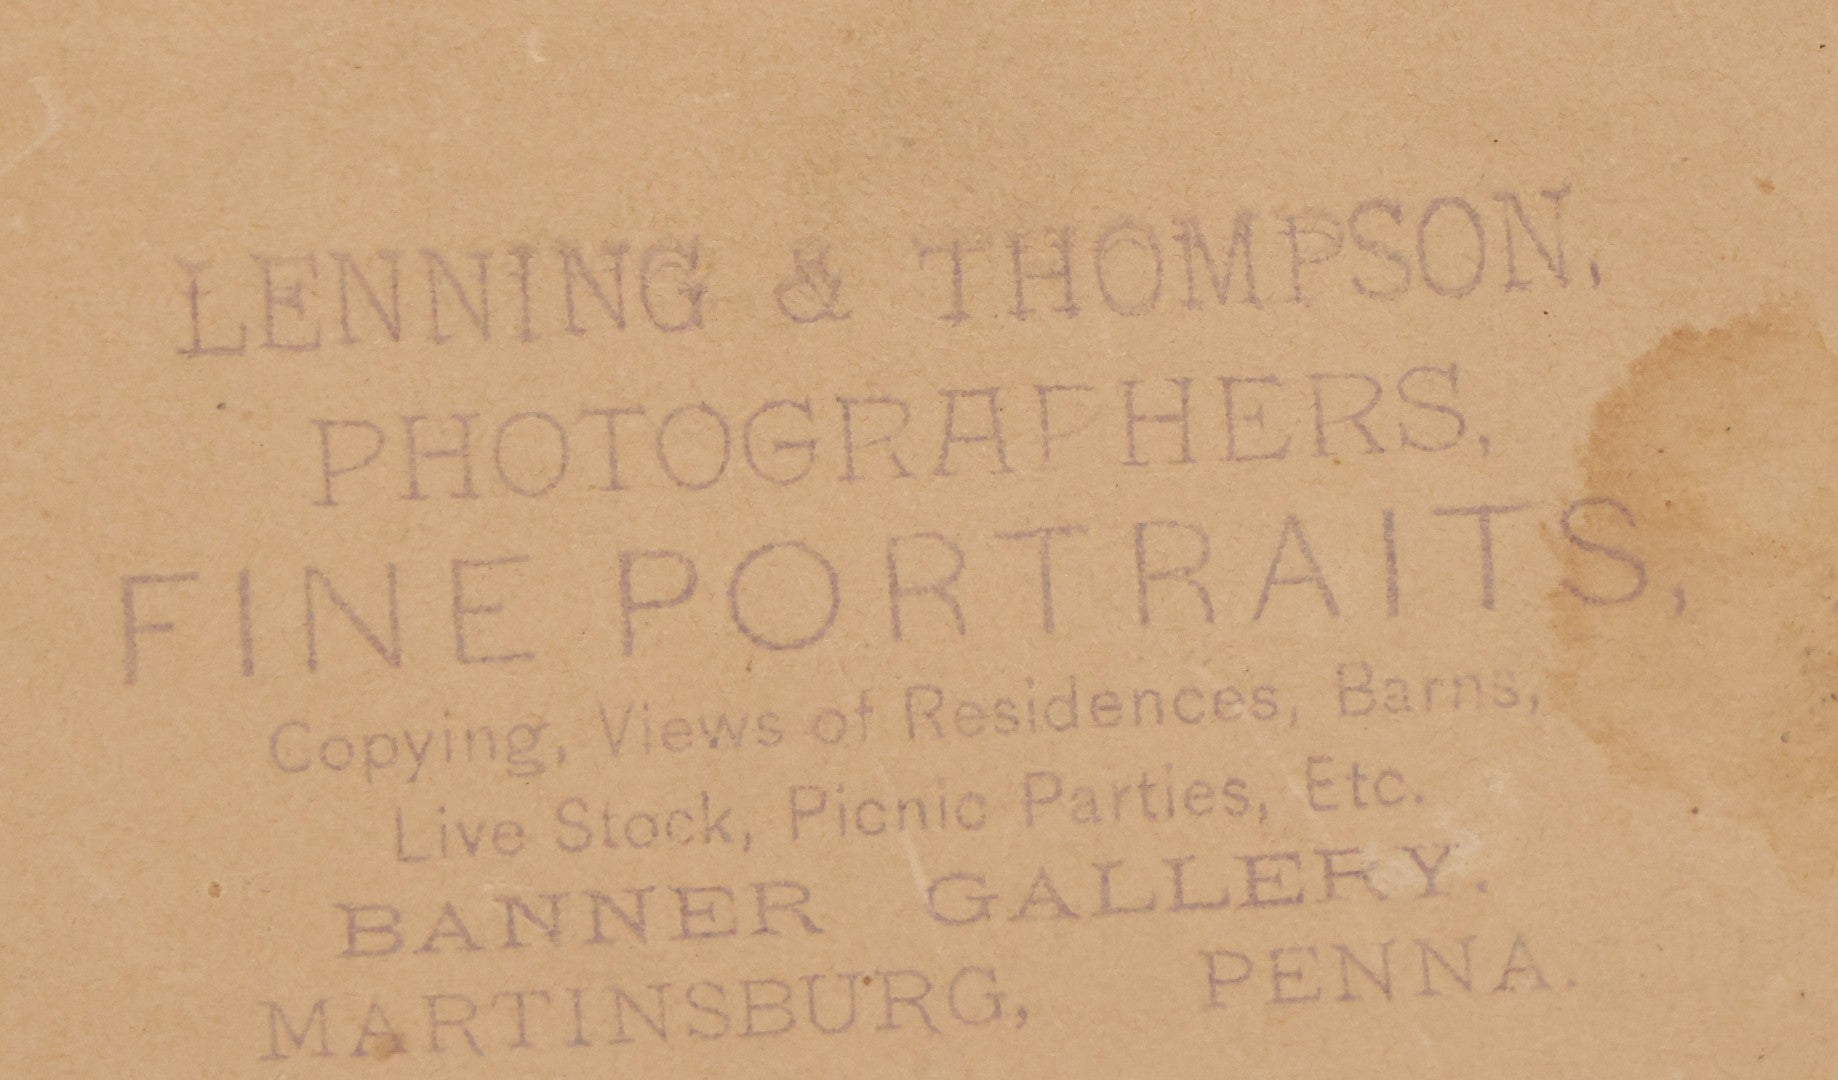 LENNING & THOMPSON,
PHOTOGRAPHERS,
FINE PORTRAITS,
Copying, Views of Residences, Barns,
Live Stock, Picnic Parties, Etc.
BANNER GALLERY.
MARTINSBURG, PENNA.